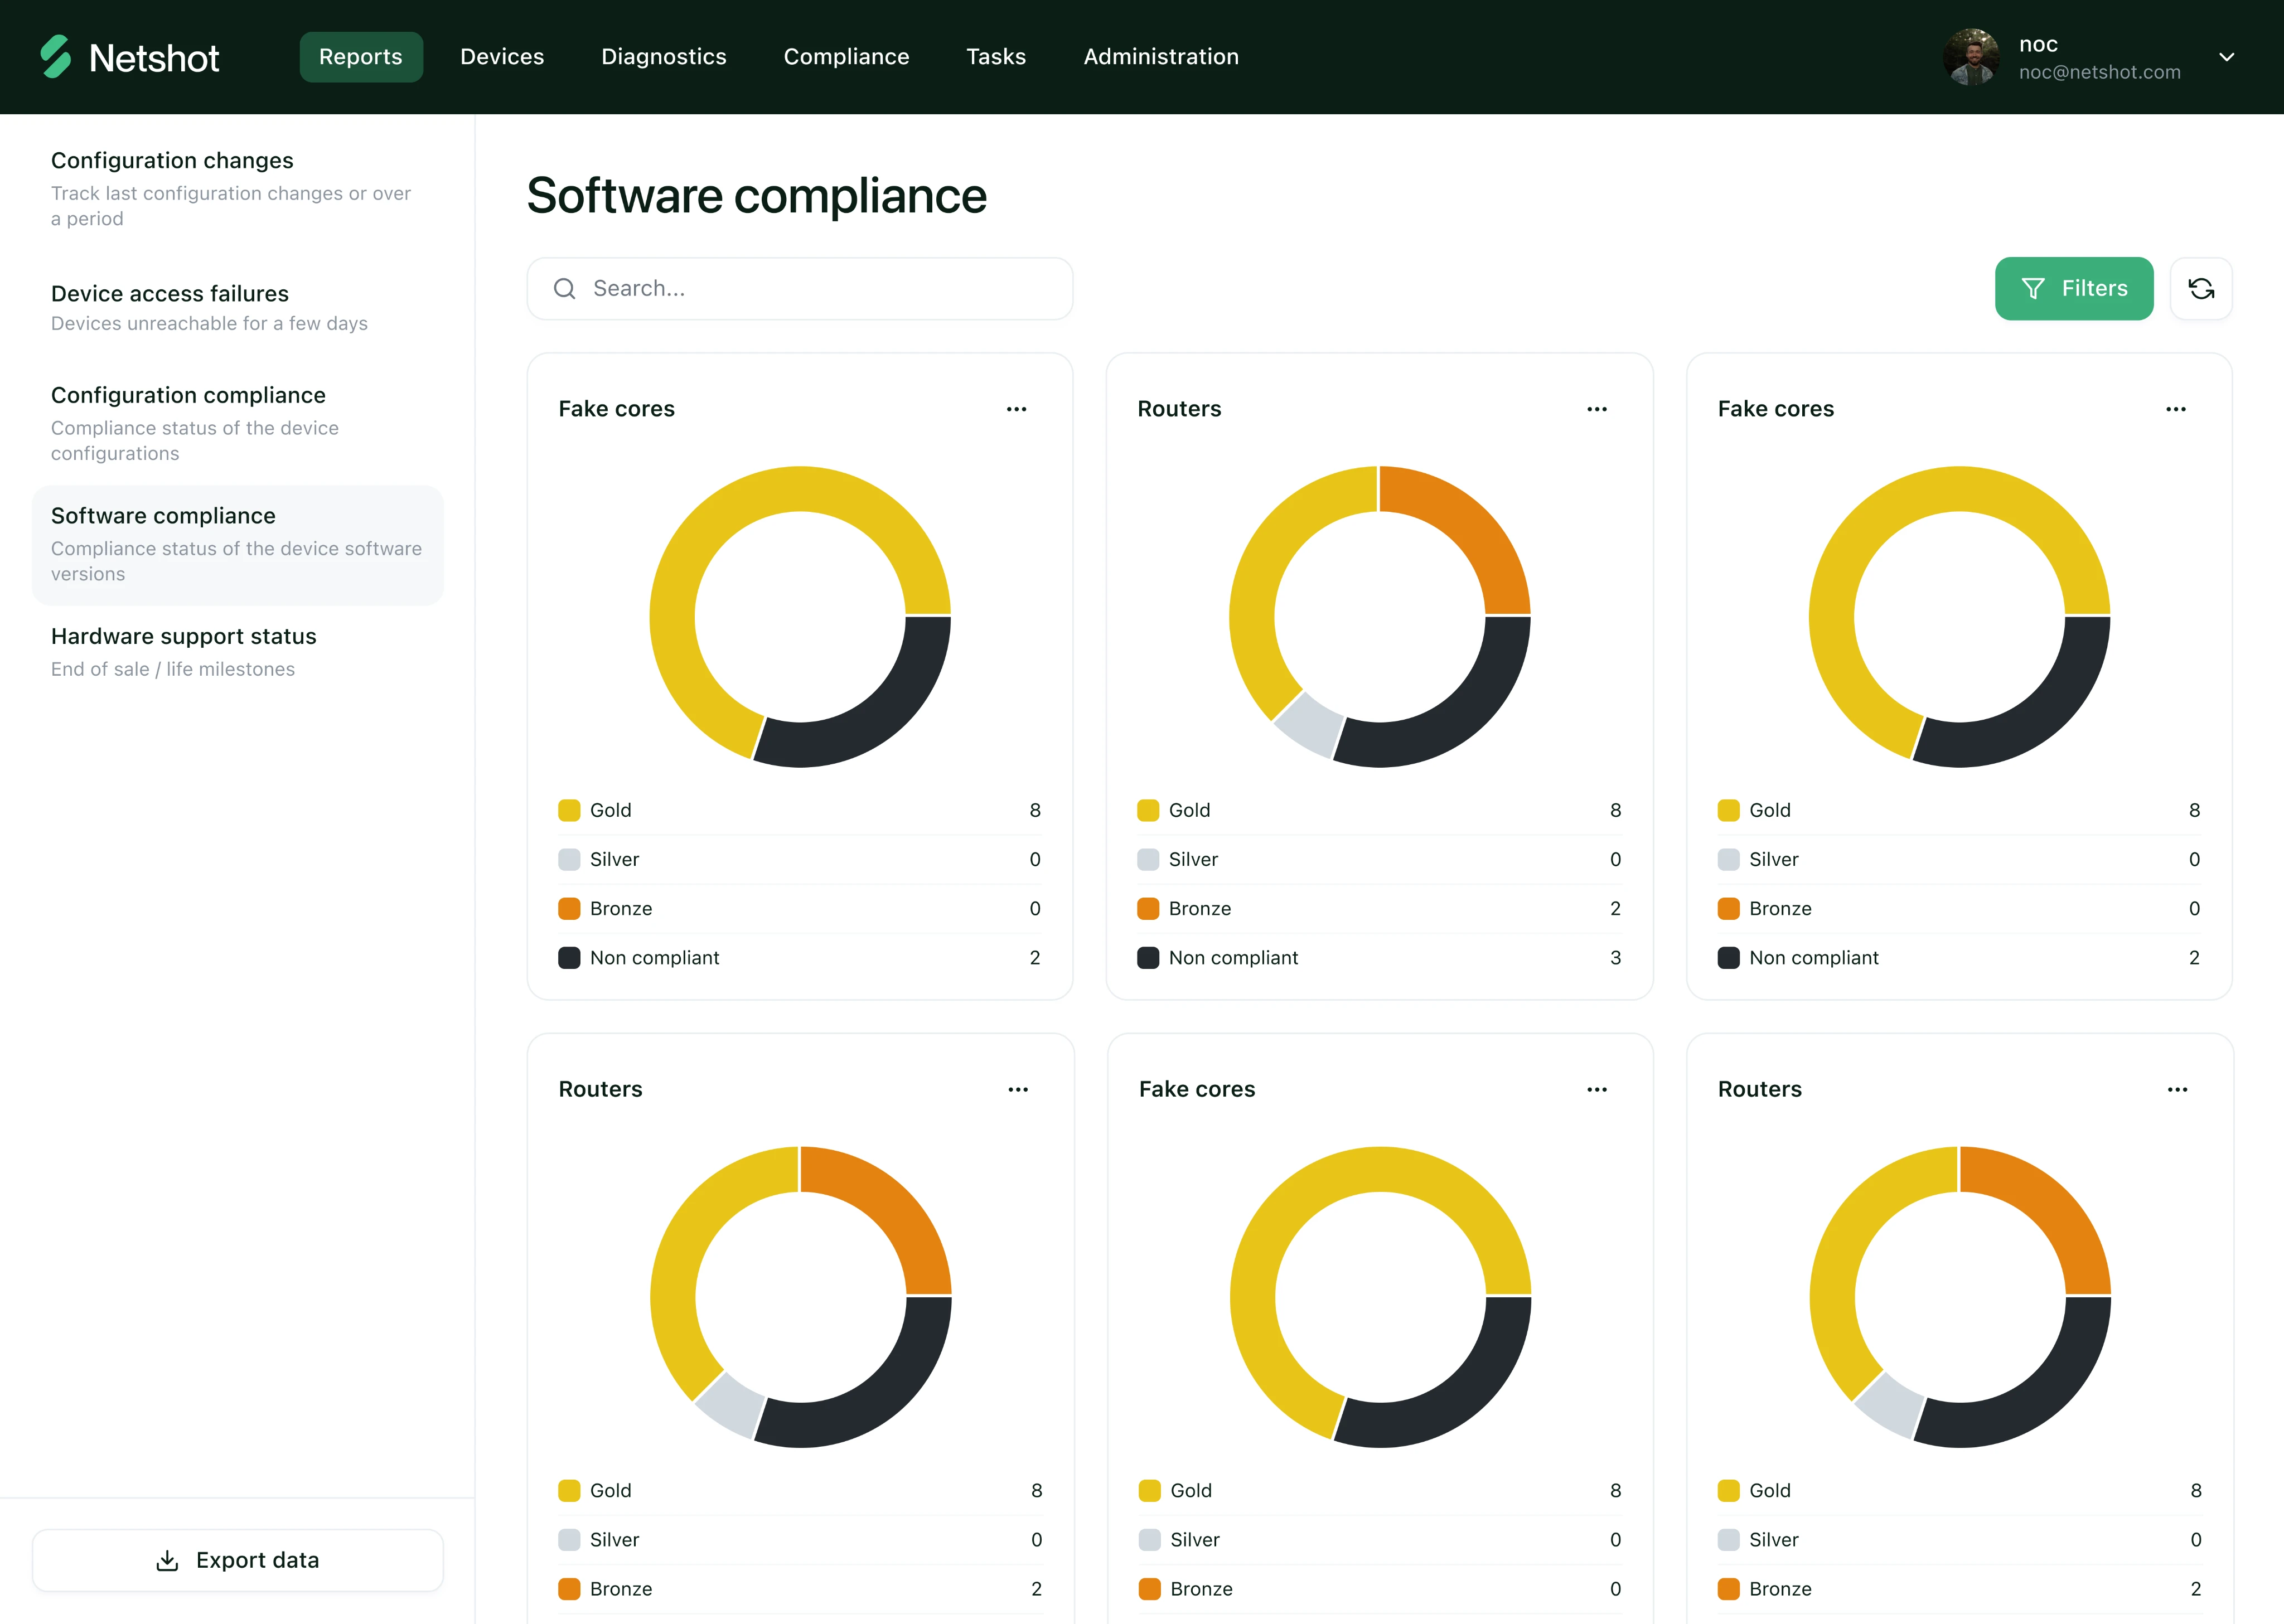 Netshot
Reports
Devices
Diagnostics
Compliance
Tasks
Administration
noc
noc@netshot.com
Configuration changes
Track last configuration changes or over
a period
Device access failures
Devices unreachable for a few days
Configuration compliance
Compliance status of the device
configurations
Software compliance
Compliance status of the device software
versions
Hardware support status
End of sale / life milestones
Export data
Software compliance
Search...
Filters
Fake cores
Gold 8
Silver 0
Bronze 0
Non compliant 2
Routers
Gold 8
Silver 0
Bronze 2
Non compliant 3
Fake cores
Gold 8
Silver 0
Bronze 0
Non compliant 2
Routers
Gold 8
Silver 0
Bronze 2
Fake cores
Gold 8
Silver 0
Bronze 0
Routers
Gold 8
Silver 0
Bronze 2